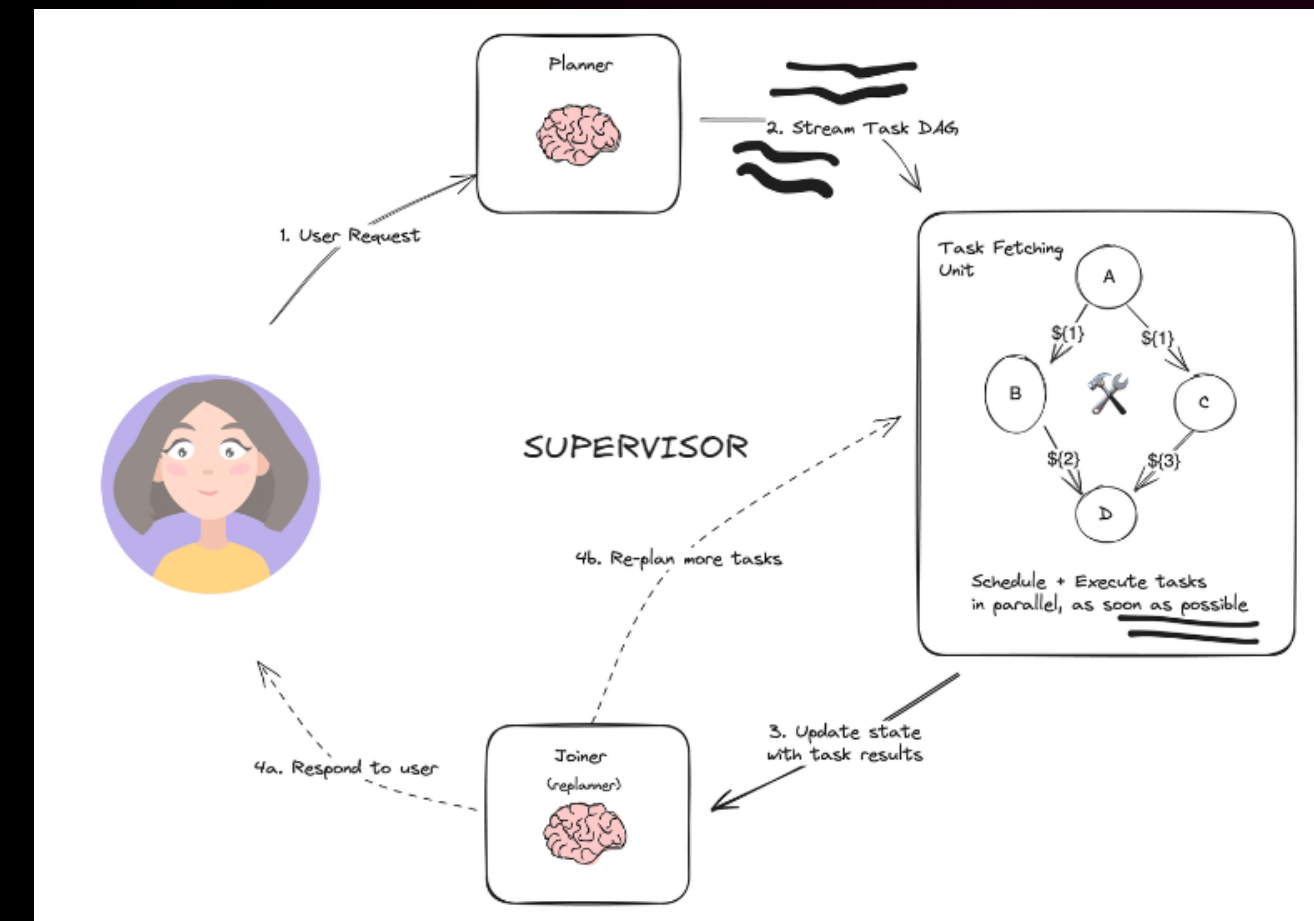 Planner
2. Stream Task DAG
1. User Request
Task Fetching
Unit
A
${1}
${1}
B
C
${2}
${3}
D
Schedule + Execute tasks
in parallel, as soon as possible
SUPERVISOR
4b. Re-plan more tasks
3. Update state
with task results
4a. Respond to user
Joiner
(replanner)